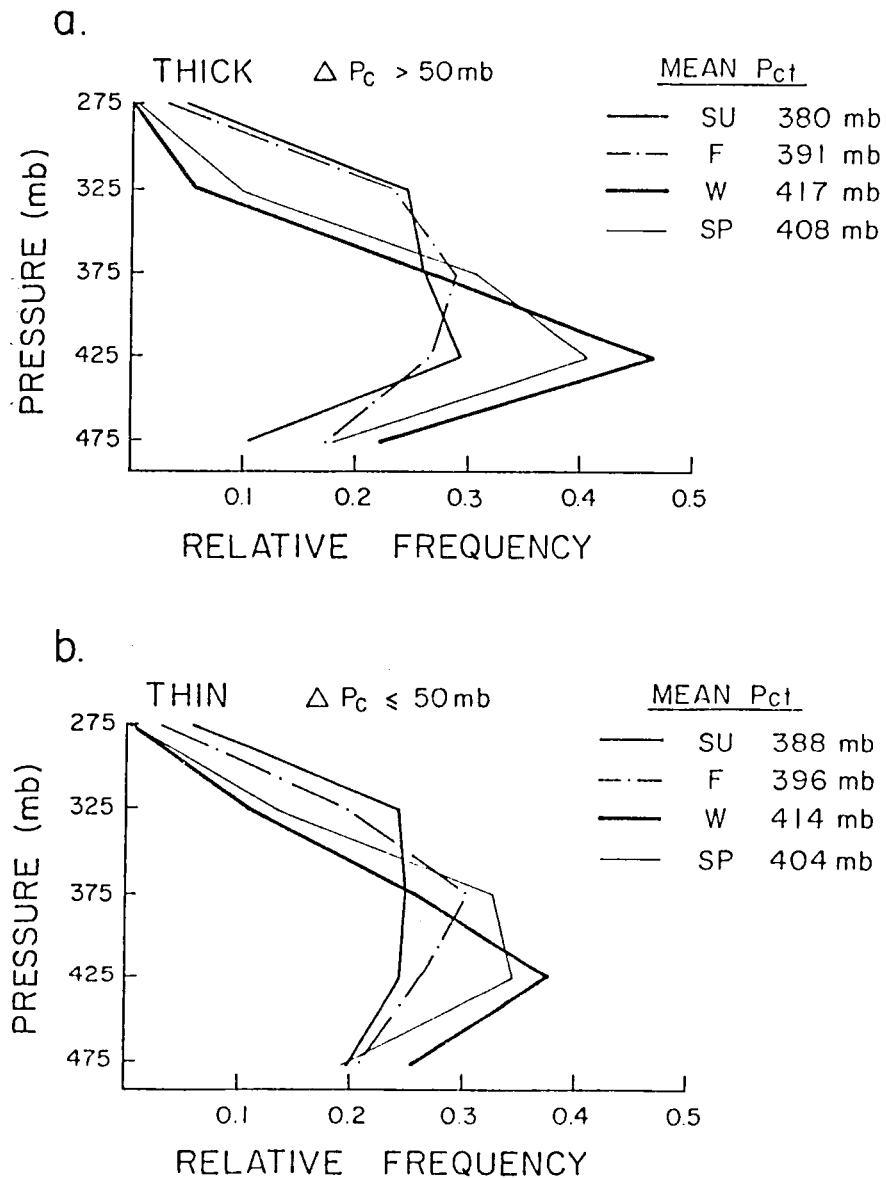 a.
THICK Δ Pc > 50mb
MEAN Pct
SU 380 mb
F 391 mb
W 417 mb
SP 408 mb
PRESSURE (mb)
275
325
375
425
475
0.1 0.2 0.3 0.4 0.5
RELATIVE FREQUENCY
b.
THIN Δ Pc ≤ 50mb
MEAN Pct
SU 388 mb
F 396 mb
W 414 mb
SP 404 mb
PRESSURE (mb)
275
325
375
425
475
0.1 0.2 0.3 0.4 0.5
RELATIVE FREQUENCY